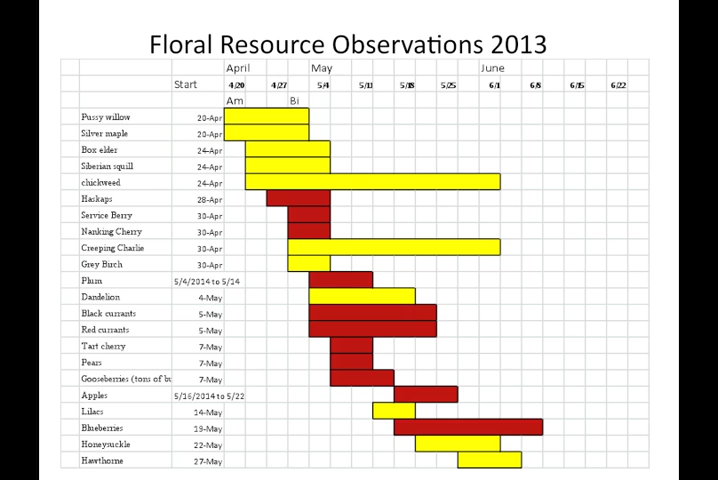 Floral Resource Observations 2013
April May June
Start 4/20 4/27 5/4 5/11 5/18 5/25 6/1 6/8 6/15 6/22
Am Bi
Pussy willow 20-Apr
Silver maple 20-Apr
Box elder 24-Apr
Siberian squill 24-Apr
chickweed 24-Apr
Haskaps 28-Apr
Service Berry 30-Apr
Nanking Cherry 30-Apr
Creeping Charlie 30-Apr
Grey Birch 30-Apr
Plum 5/4/2014 to 5/14
Dandelion 4-May
Black currants 5-May
Red currants 5-May
Tart cherry 7-May
Pears 7-May
Gooseberries (tons of bu 7-May
Apples 5/16/2014 to 5/22
Lilacs 14-May
Blueberries 19-May
Honeysuckle 22-May
Hawthorne 27-May